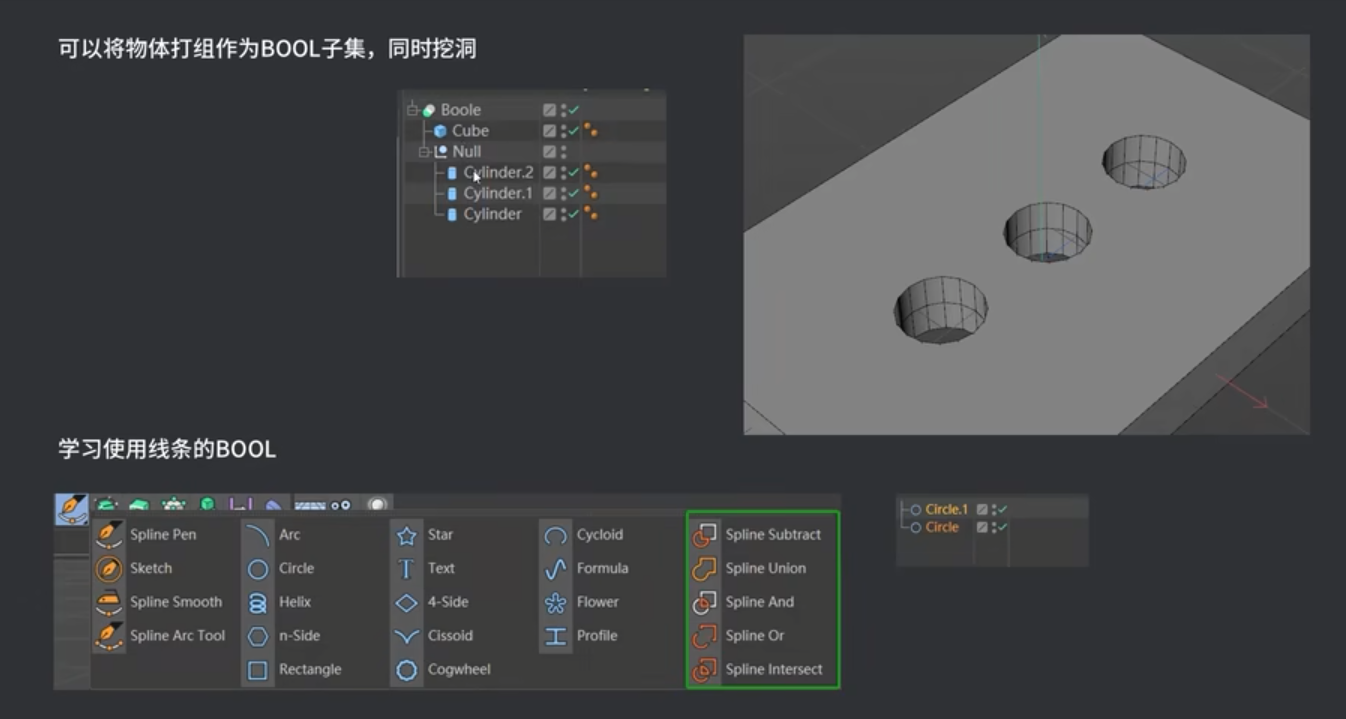 可以将物体打组作为BOOL子集，同时挖洞
Boole
Cube
Null
Cylinder.2
Cylinder.1
Cylinder
学习使用线条的BOOL
Spline Pen Arc Star Cycloid Spline Subtract
Sketch Circle Text Formula Spline Union
Spline Smooth Helix 4-Side Flower Spline And
Spline Arc Tool n-Side Cissoid Profile Spline Or
Rectangle Cogwheel Spline Intersect
Circle.1
Circle